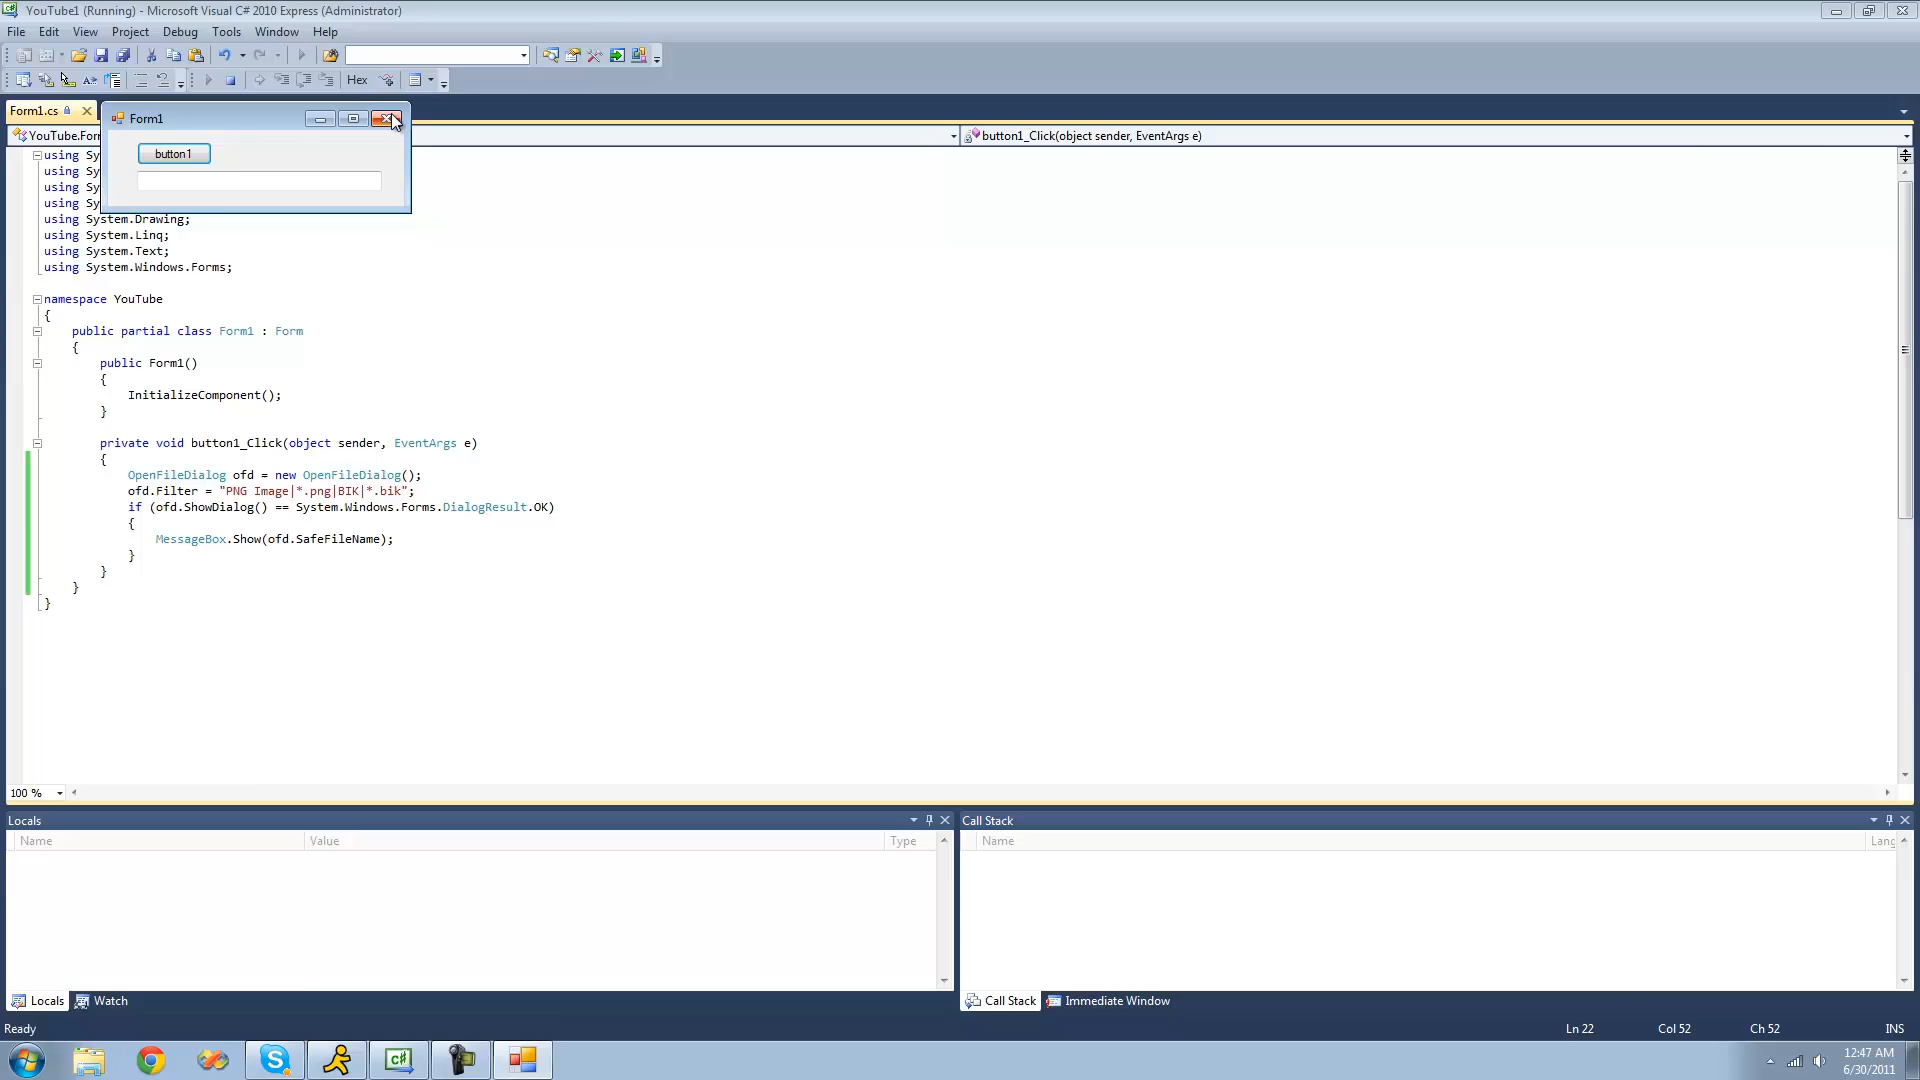 YouTube1 (Running) - Microsoft Visual C# 2010 Express (Administrator)
File Edit View Project Debug Tools Window Help
Hex
Form1.cs
Form1
YouTube.For
button1_Click(object sender, EventArgs e)
button1
using Sy
using Sy
using Sy
using Sy
using System.Drawing;
using System.Linq;
using System.Text;
using System.Windows.Forms;
namespace YouTube
{
public partial class Form1 : Form
{
public Form1()
{
InitializeComponent();
}
private void button1_Click(object sender, EventArgs e)
{
OpenFileDialog ofd = new OpenFileDialog();
ofd.Filter = "PNG Image|*.png|BIK|*.bik";
if (ofd.ShowDialog() == System.Windows.Forms.DialogResult.OK)
{
MessageBox.Show(ofd.SafeFileName);
}
}
}
}
100 %
Locals
Name Value Type
Call Stack
Name Lang
Locals Watch
Call Stack Immediate Window
Ready Ln 22 Col 52 Ch 52 INS
12:47 AM
6/30/2011